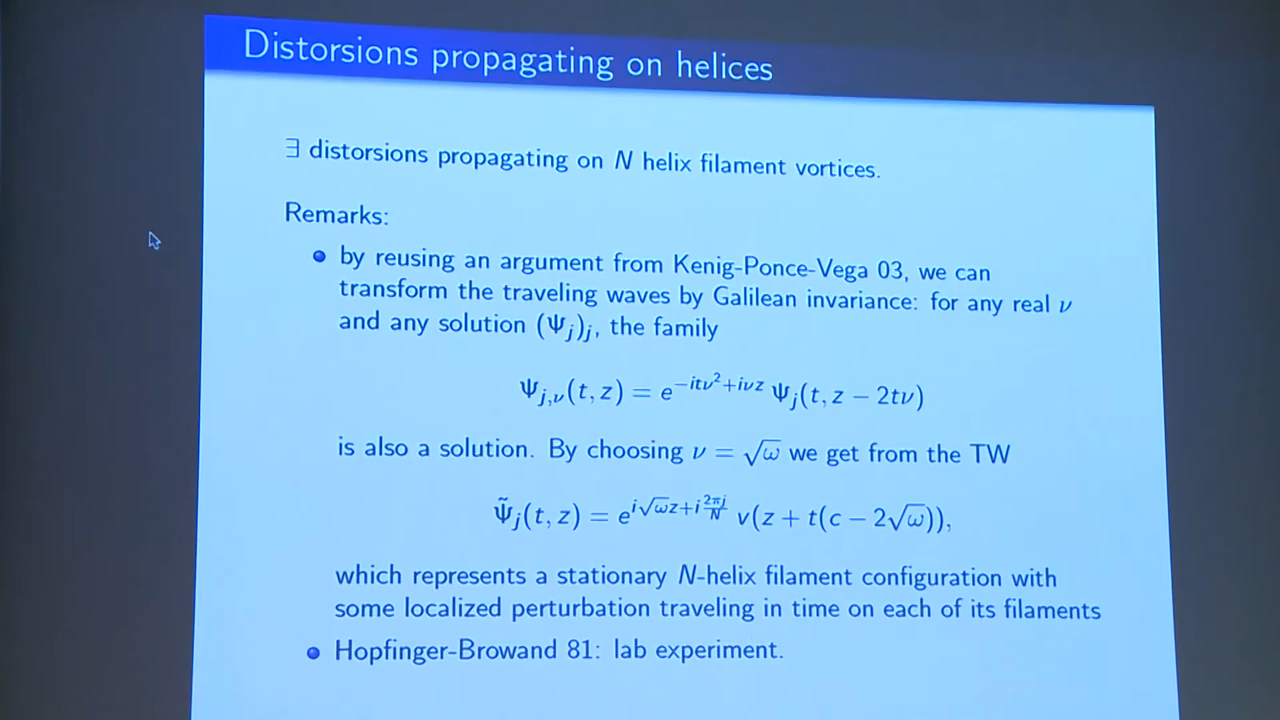 Distorsions propagating on helices
∃ distorsions propagating on N helix filament vortices.
Remarks:
by reusing an argument from Kenig-Ponce-Vega 03, we can
transform the traveling waves by Galilean invariance: for any real ν
and any solution (Ψ_j)_j, the family
Ψ_{j,ν}(t, z) = e^{−itν²+iνz} Ψ_j(t, z − 2tν)
is also a solution. By choosing ν = √ω we get from the TW
Ψ̃_j(t, z) = e^{i√ωz+i\frac{2πj}{N}} v(z + t(c − 2√ω)),
which represents a stationary N-helix filament configuration with
some localized perturbation traveling in time on each of its filaments
Hopfinger-Browand 81: lab experiment.